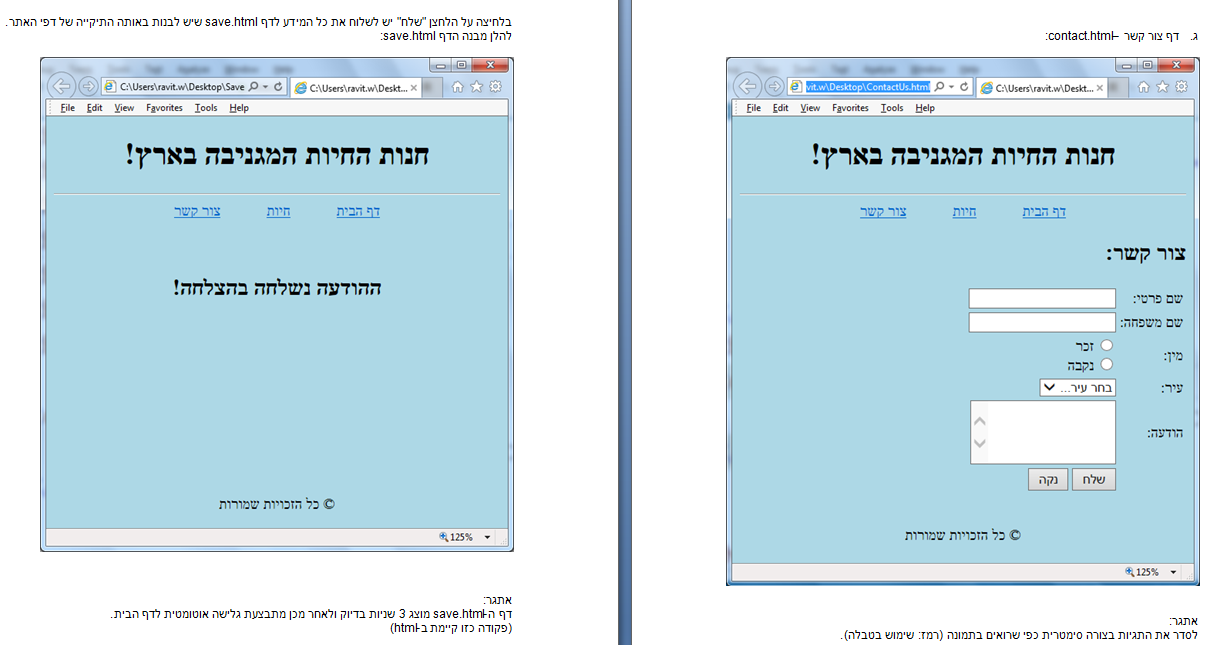 ג. דף צור קשר –contact.html:
vit.w\Desktop\ContactUs.html
C:\Users\ravit.w\Deskt...
File Edit View Favorites Tools Help
חנות החיות המגניבה בארץ!
דף הבית חיות צור קשר
צור קשר:
שם פרטי:
שם משפחה:
מין:
זכר
נקבה
עיר:
בחר עיר...
הודעה:
שלח נקה
© כל הזכויות שמורות
125%
אתגר:
לסדר את התגיות בצורה סימטרית כפי שרואים בתמונה (רמז: שימוש בטבלה).
בלחיצה על הלחצן "שלח" יש לשלוח את כל המידע לדף save.html שיש לבנות באותה התיקייה של דפי האתר.
להלן מבנה הדף save.html:
C:\Users\ravit.w\Desktop\Save
C:\Users\ravit.w\Deskt...
File Edit View Favorites Tools Help
חנות החיות המגניבה בארץ!
דף הבית חיות צור קשר
ההודעה נשלחה בהצלחה!
© כל הזכויות שמורות
125%
אתגר:
דף ה-save.html מוצג 3 שניות בדיוק ולאחר מכן מתבצעת גלישה אוטומטית לדף הבית.
(פקודה כזו קיימת ב-html)